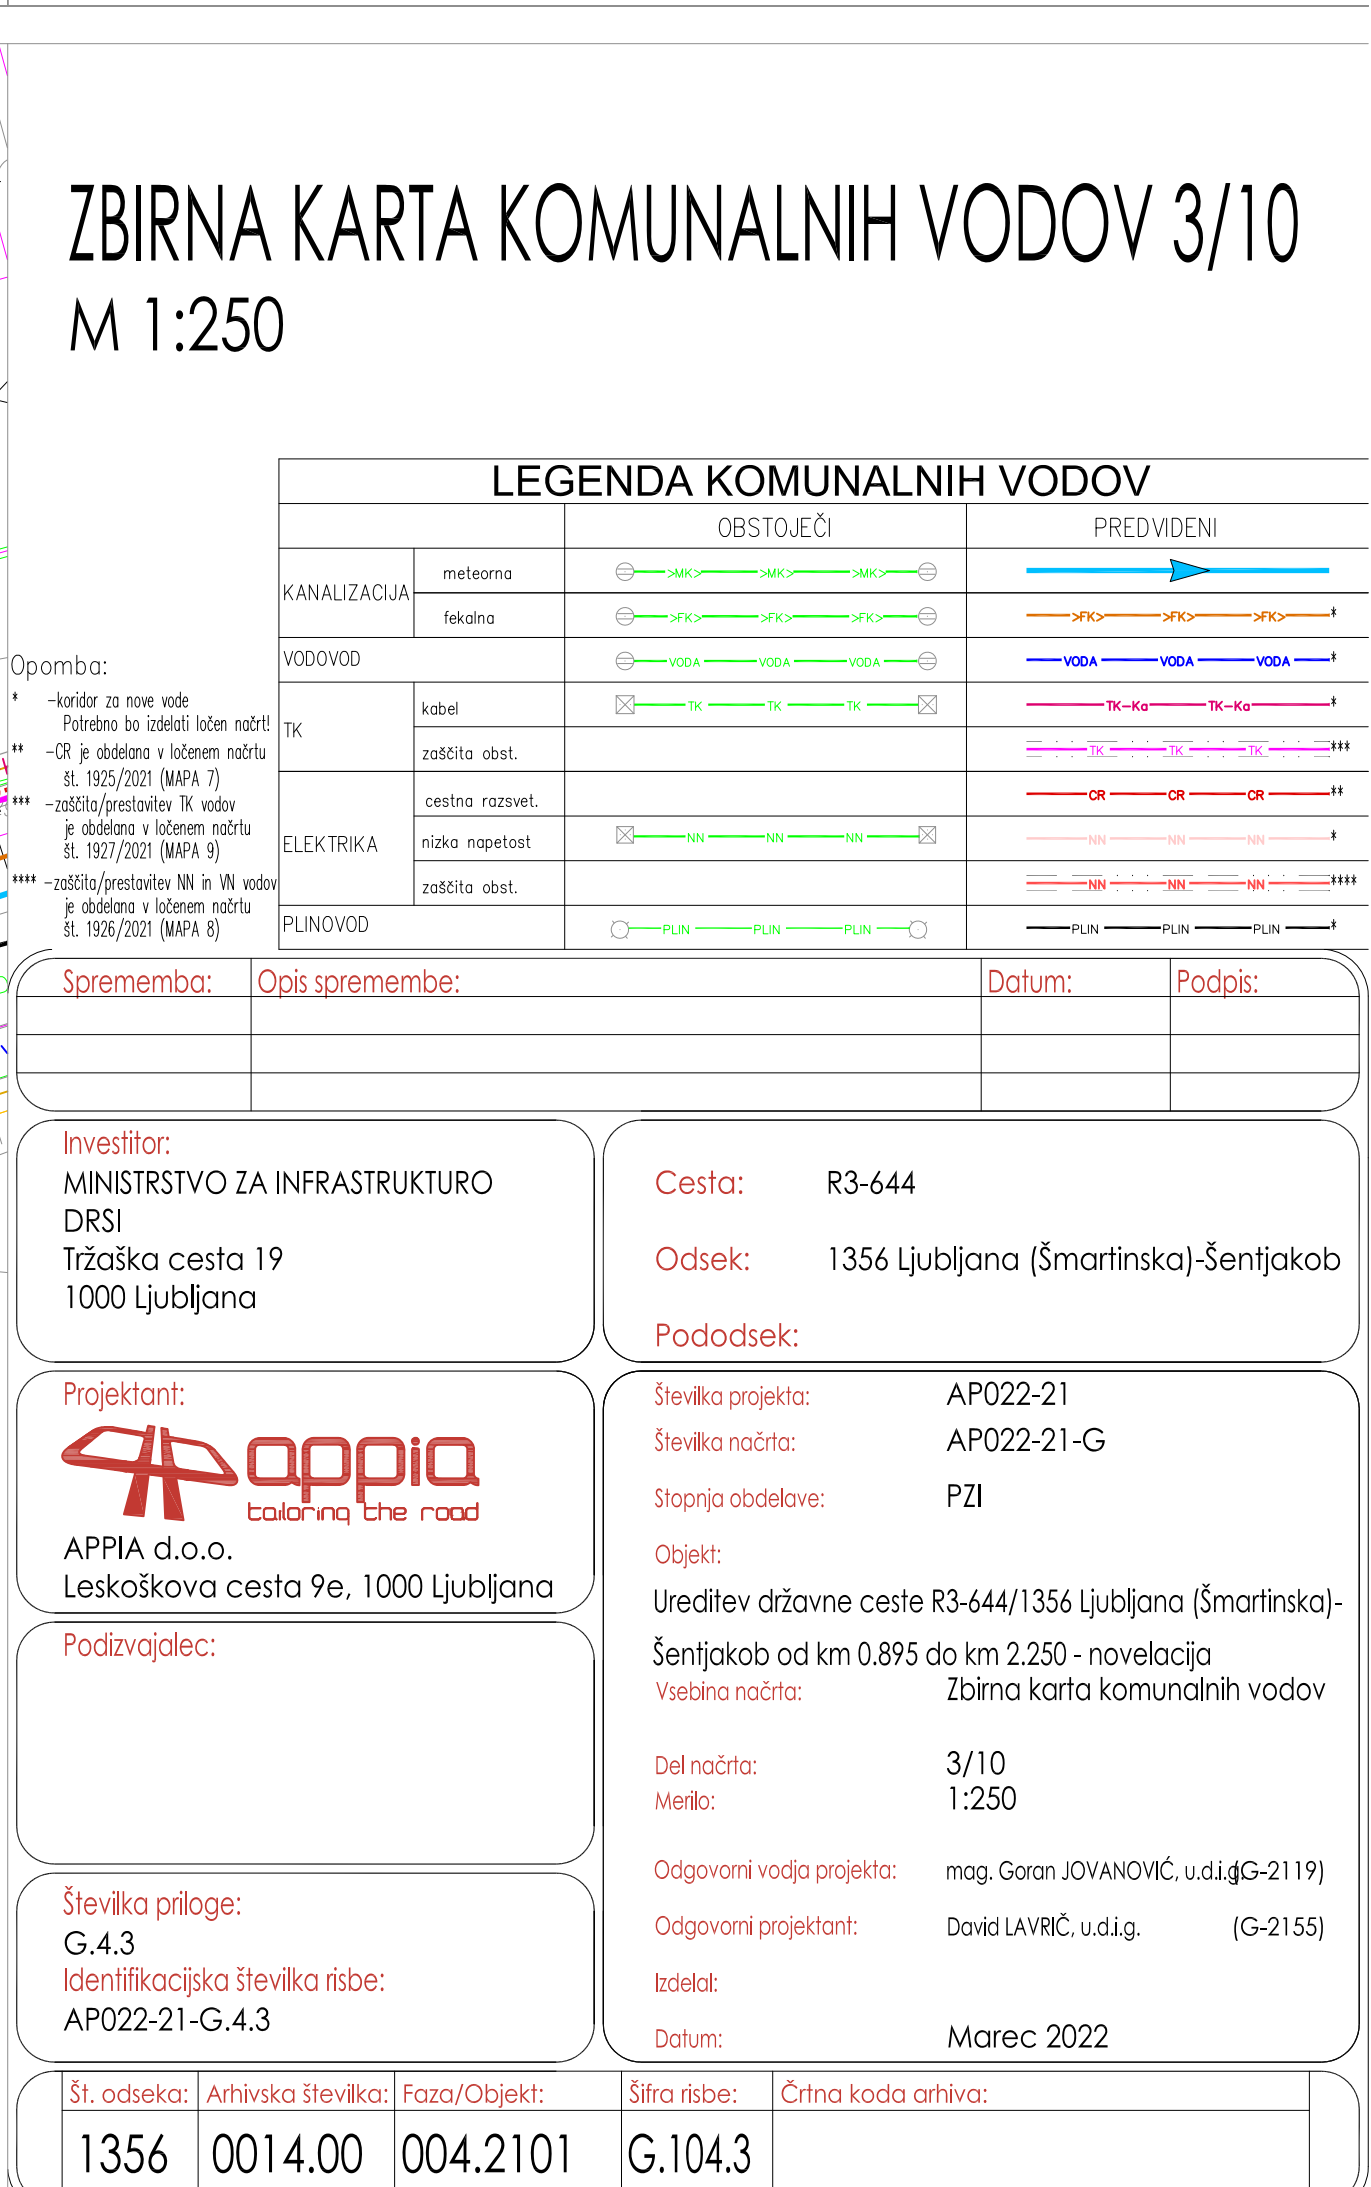 ZBIRNA KARTA KOMUNALNIH VODOV 3/10
M 1:250
LEGENDA KOMUNALNIH VODOV
OBSTOJEČI PREDVIDENI
KANALIZACIJA meteorna >MK> >MK> >MK>
fekalna >FK> >FK> >FK> >FK> >FK> >FK> *
VODOVOD VODA VODA VODA VODA VODA VODA *
TK kabel TK TK TK TK-Ka TK-Ka *
zaščita obst. TK TK TK ***
ELEKTRIKA cestna razsvet. CR CR CR **
nizka napetost NN NN NN NN NN NN *
zaščita obst. NN NN NN ****
PLINOVOD PLIN PLIN PLIN PLIN PLIN PLIN *
Opomba:
* -koridor za nove vode
Potrebno bo izdelati ločen načrt!
** -CR je obdelana v ločenem načrtu
št. 1925/2021 (MAPA 7)
*** -zaščita/prestavitev TK vodov
je obdelana v ločenem načrtu
št. 1927/2021 (MAPA 9)
**** -zaščita/prestavitev NN in VN vodov
je obdelana v ločenem načrtu
št. 1926/2021 (MAPA 8)
Sprememba: Opis spremembe: Datum: Podpis:
Investitor:
MINISTRSTVO ZA INFRASTRUKTURO
DRSI
Tržaška cesta 19
1000 Ljubljana
Cesta: R3-644
Odsek: 1356 Ljubljana (Šmartinska)-Šentjakob
Pododsek:
Projektant:
appia
tailoring the road
APPIA d.o.o.
Leskoškova cesta 9e, 1000 Ljubljana
Podizvajalec:
Številka priloge:
G.4.3
Identifikacijska številka risbe:
AP022-21-G.4.3
Številka projekta: AP022-21
Številka načrta: AP022-21-G
Stopnja obdelave: PZI
Objekt:
Ureditev državne ceste R3-644/1356 Ljubljana (Šmartinska)-
Šentjakob od km 0.895 do km 2.250 - novelacija
Vsebina načrta: Zbirna karta komunalnih vodov
Del načrta: 3/10
Merilo: 1:250
Odgovorni vodja projekta: mag. Goran JOVANOVIĆ, u.d.i.g. (G-2119)
Odgovorni projektant: David LAVRIČ, u.d.i.g. (G-2155)
Izdelal:
Datum: Marec 2022
Št. odseka: Arhivska številka: Faza/Objekt: Šifra risbe: Črtna koda arhiva:
1356 0014.00 004.2101 G.104.3